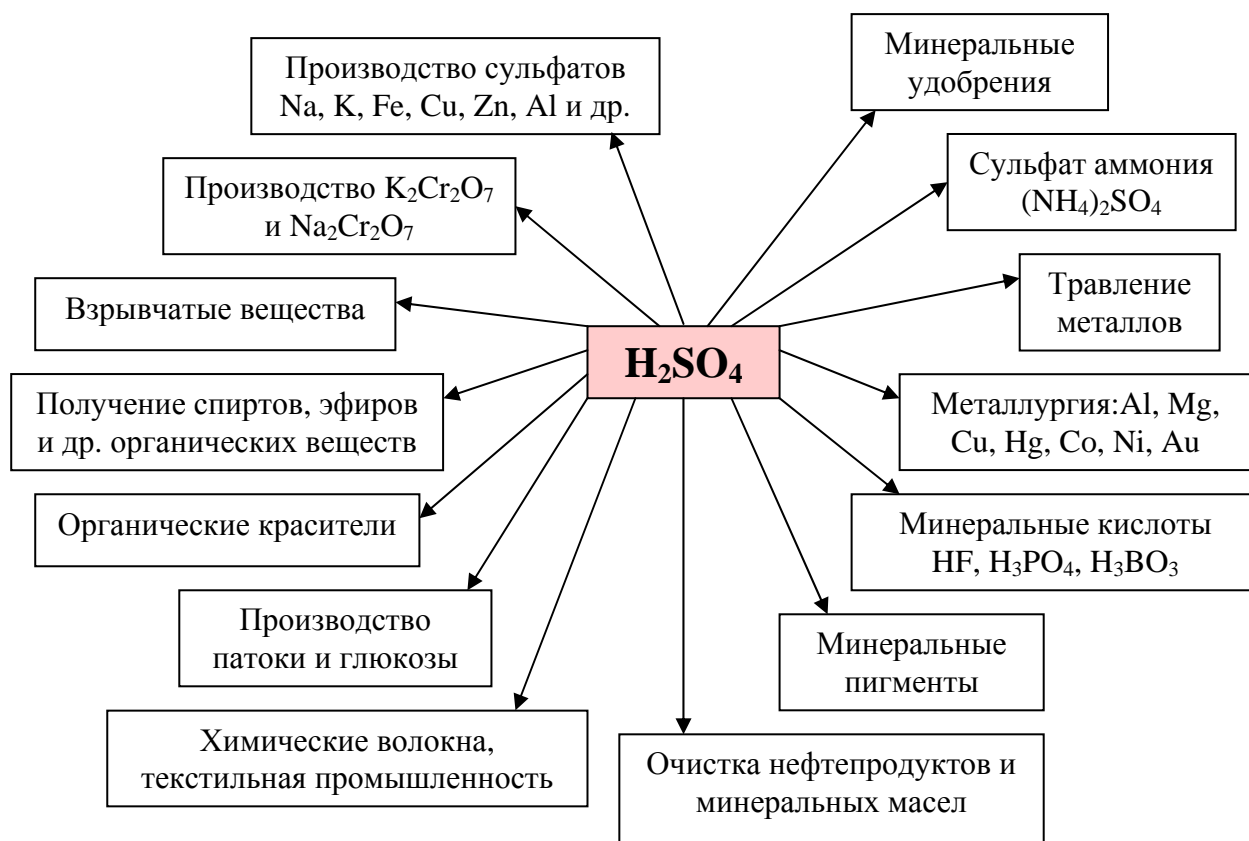 Производство сульфатов
Na, K, Fe, Cu, Zn, Al и др.
Минеральные
удобрения
Производство K₂Cr₂O₇
и Na₂Cr₂O₇
Сульфат аммония
(NH₄)₂SO₄
Взрывчатые вещества
Травление
металлов
H₂SO₄
Получение спиртов, эфиров
и др. органических веществ
Металлургия:Al, Mg,
Cu, Hg, Co, Ni, Au
Органические красители
Минеральные кислоты
HF, H₃PO₄, H₃BO₃
Производство
патоки и глюкозы
Минеральные
пигменты
Химические волокна,
текстильная промышленность
Очистка нефтепродуктов и
минеральных масел